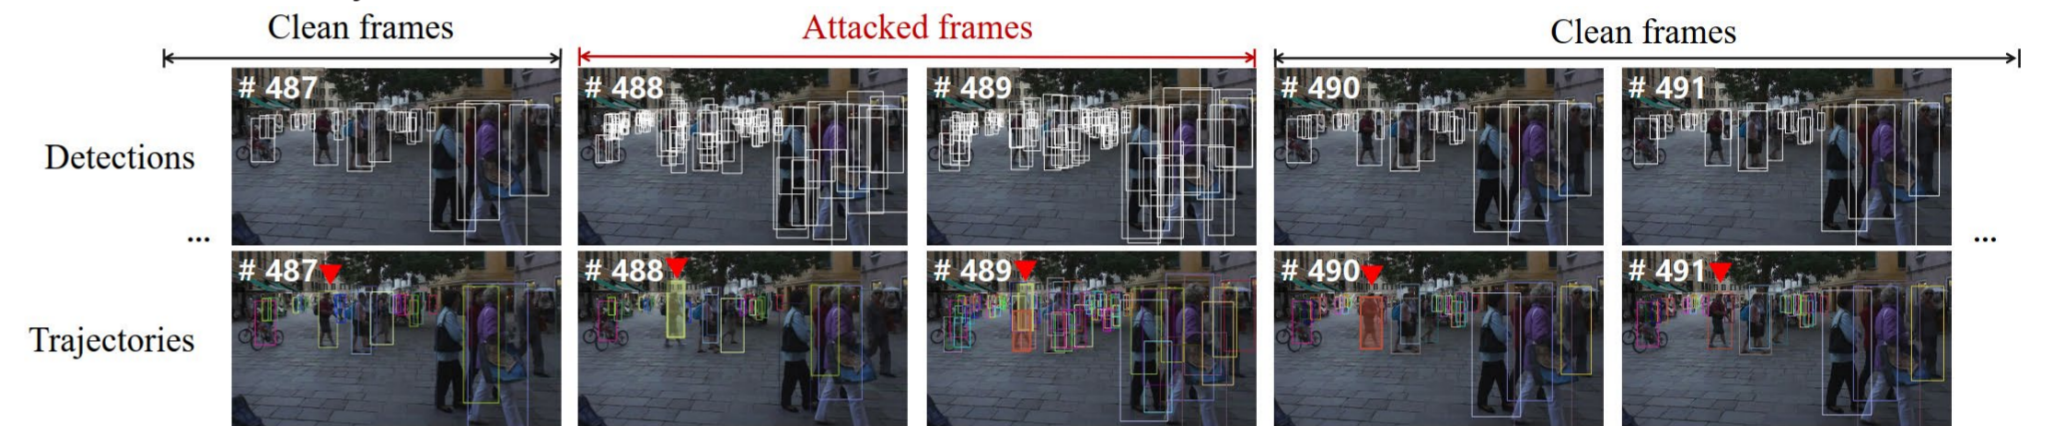 Clean frames
Attacked frames
Clean frames
Detections
# 487
# 488
# 489
# 490
# 491
...
...
Trajectories
# 487
# 488
# 489
# 490
# 491